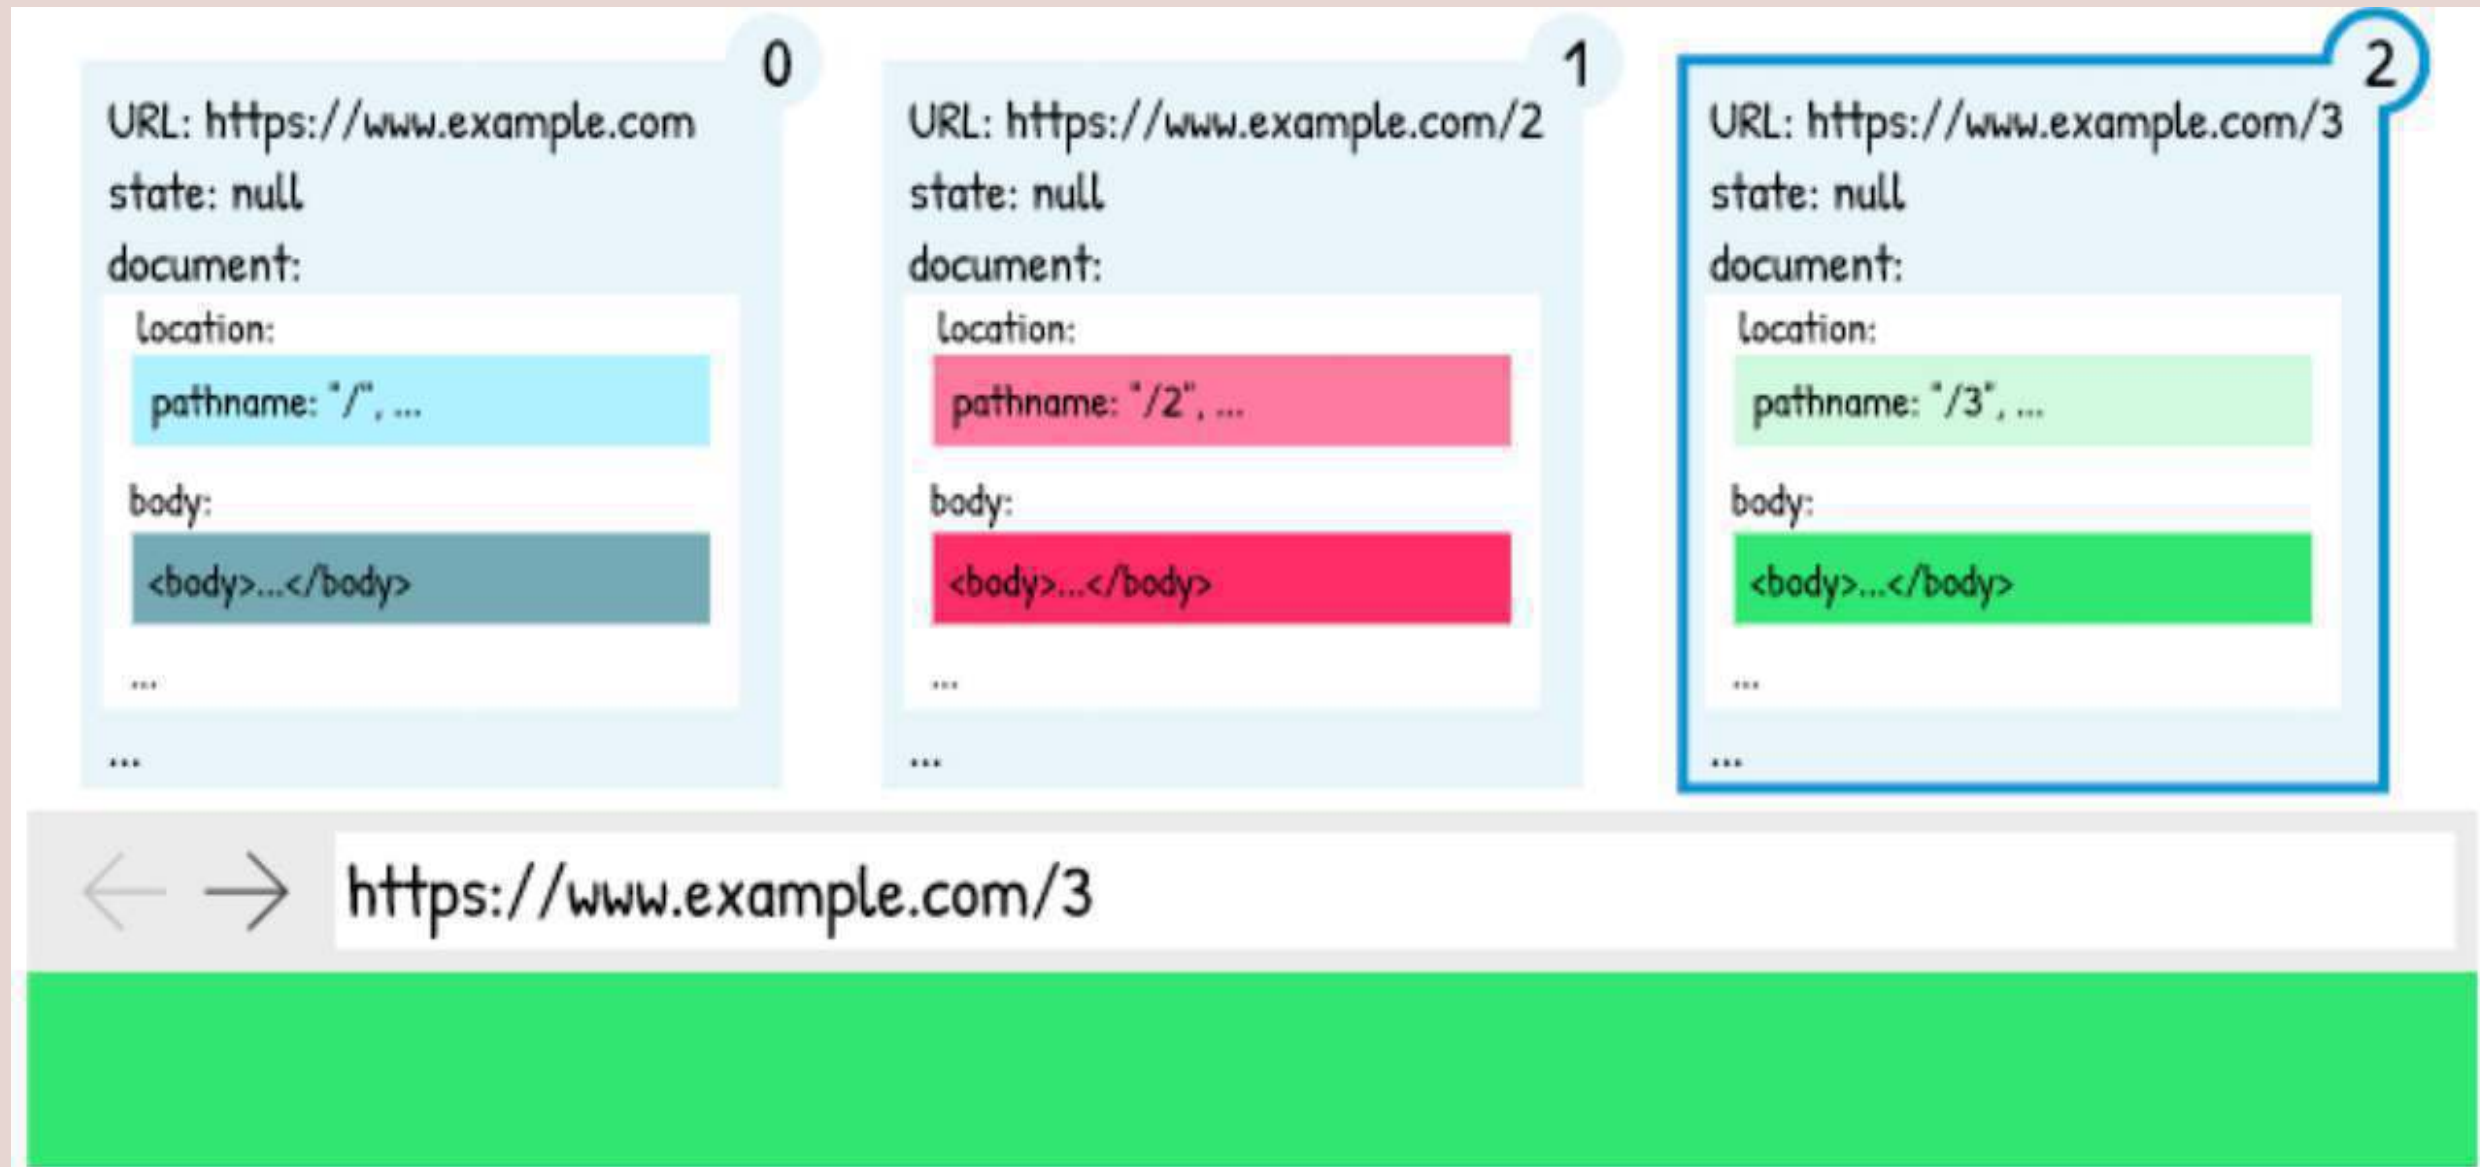 0
URL: https://www.example.com
state: null
document:
location:
pathname: "/", ...
body:
<body>...</body>
...
...
1
URL: https://www.example.com/2
state: null
document:
location:
pathname: "/2", ...
body:
<body>...</body>
...
...
2
URL: https://www.example.com/3
state: null
document:
location:
pathname: "/3", ...
body:
<body>...</body>
...
...
https://www.example.com/3